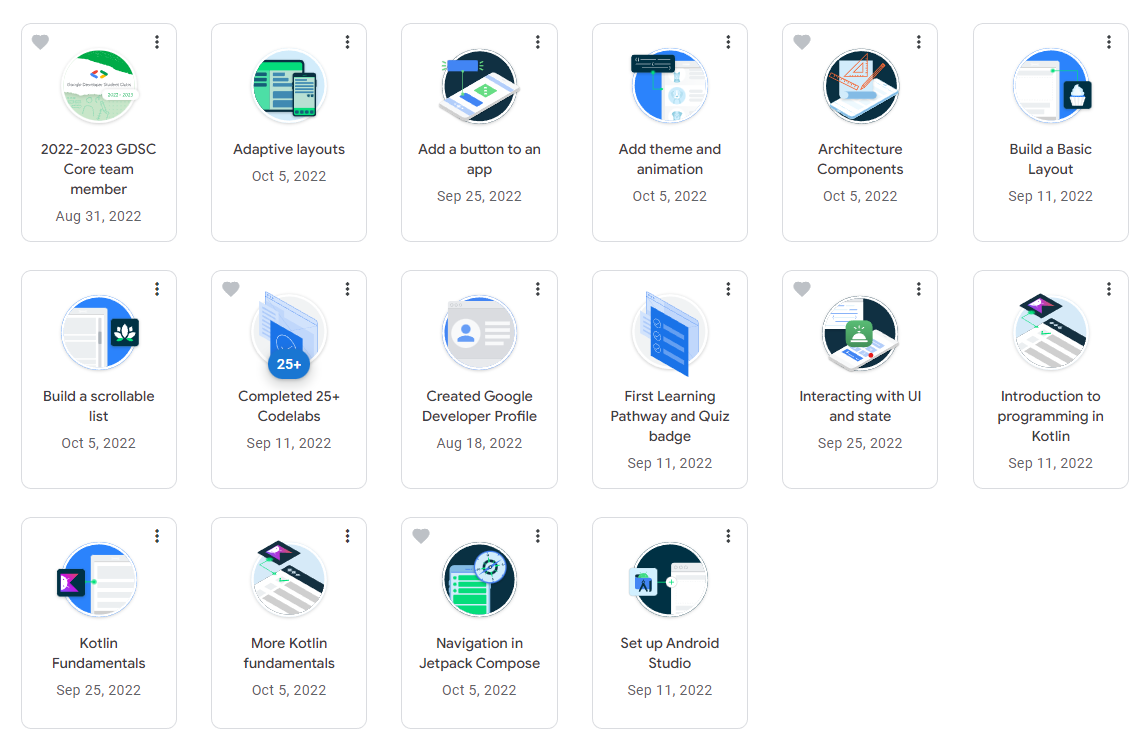 Google Developer Student Clubs
2022 - 2023
2022-2023 GDSC
Core team
member
Aug 31, 2022
Adaptive layouts
Oct 5, 2022
Add a button to an
app
Sep 25, 2022
Add theme and
animation
Oct 5, 2022
Architecture
Components
Oct 5, 2022
Build a Basic
Layout
Sep 11, 2022
Build a scrollable
list
Oct 5, 2022
25+
Completed 25+
Codelabs
Sep 11, 2022
Created Google
Developer Profile
Aug 18, 2022
First Learning
Pathway and Quiz
badge
Sep 11, 2022
Interacting with UI
and state
Sep 25, 2022
Introduction to
programming in
Kotlin
Sep 11, 2022
Kotlin
Fundamentals
Sep 25, 2022
More Kotlin
fundamentals
Oct 5, 2022
Navigation in
Jetpack Compose
Oct 5, 2022
AI
Set up Android
Studio
Sep 11, 2022